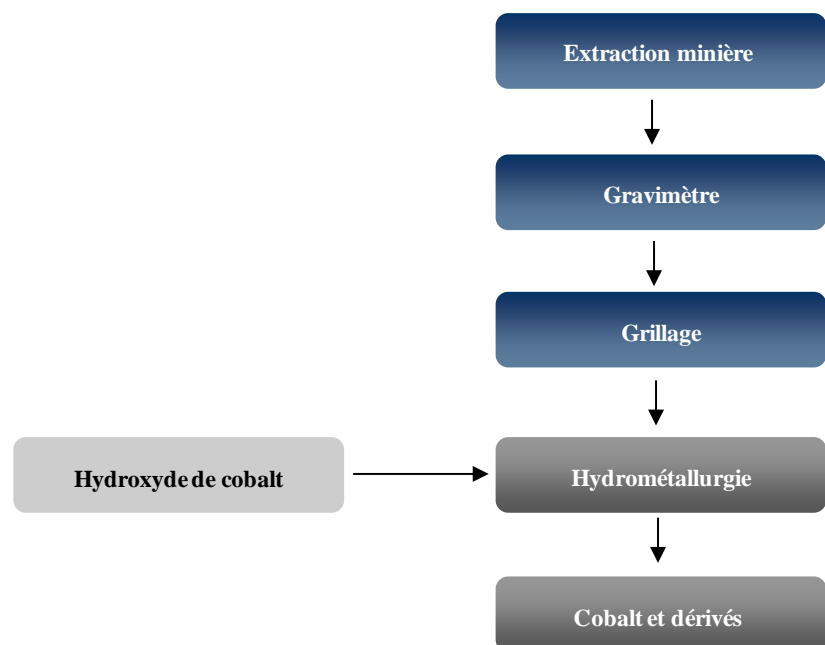 Extraction minière
Gravimètre
Grillage
Hydroxyde de cobalt
Hydrométallurgie
Cobalt et dérivés